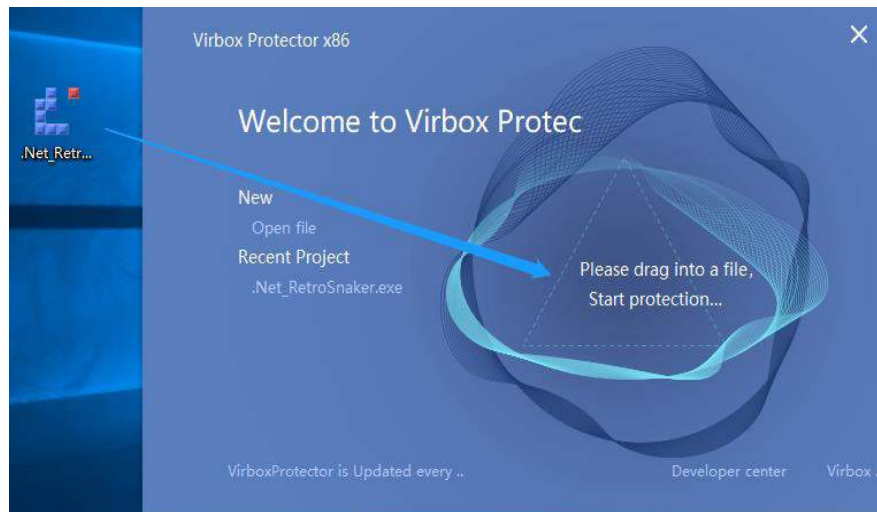 Virbox Protector x86
.Net_Retr...
Welcome to Virbox Protec
New
Open file
Recent Project
.Net_RetroSnaker.exe
Please drag into a file,
Start protection...
VirboxProtector is Updated every ..
Developer center
Virbox .